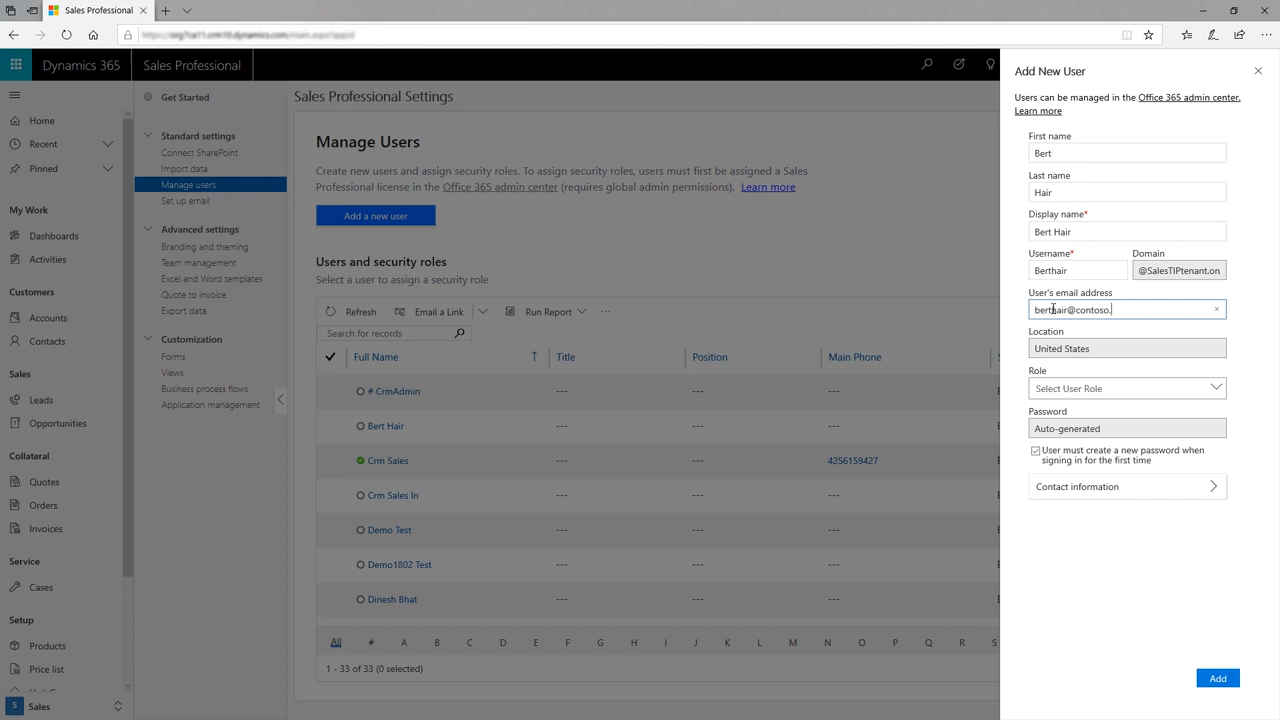 Sales Professional
https://org7ca11.crm10.dynamics.com/main.aspx?appid
Dynamics 365
Sales Professional
Home
Recent
Pinned
My Work
Dashboards
Activities
Customers
Accounts
Contacts
Sales
Leads
Opportunities
Collateral
Quotes
Orders
Invoices
Service
Cases
Setup
Products
Price list
S
Sales
Get Started
Standard settings
Connect SharePoint
Import data
Manage users
Set up email
Advanced settings
Branding and theming
Team management
Excel and Word templates
Quote to invoice
Export data
Customization
Forms
Views
Business process flows
Application management
Sales Professional Settings
Manage Users
Create new users and assign security roles. To assign security roles, users must first be assigned a Sales
Professional license in the Office 365 admin center (requires global admin permissions). Learn more
Add a new user
Users and security roles
Select a user to assign a security role
Refresh Email a Link Run Report ...
Search for records
Full Name Title Position Main Phone
# CrmAdmin --- --- ---
Bert Hair --- --- ---
Crm Sales --- --- 4256159427
Crm Sales In --- --- ---
Demo Test --- --- ---
Demo1802 Test --- --- ---
Dinesh Bhat --- --- ---
All # A B C D E F G H I J K L M N O P Q R S
1 - 33 of 33 (0 selected)
Add New User
Users can be managed in the Office 365 admin center.
Learn more
First name
Bert
Last name
Hair
Display name*
Bert Hair
Username* Domain
Berthair @SalesTIPtenant.on
User's email address
berthair@contoso.
Location
United States
Role
Select User Role
Password
Auto-generated
User must create a new password when
signing in for the first time
Contact information
Add